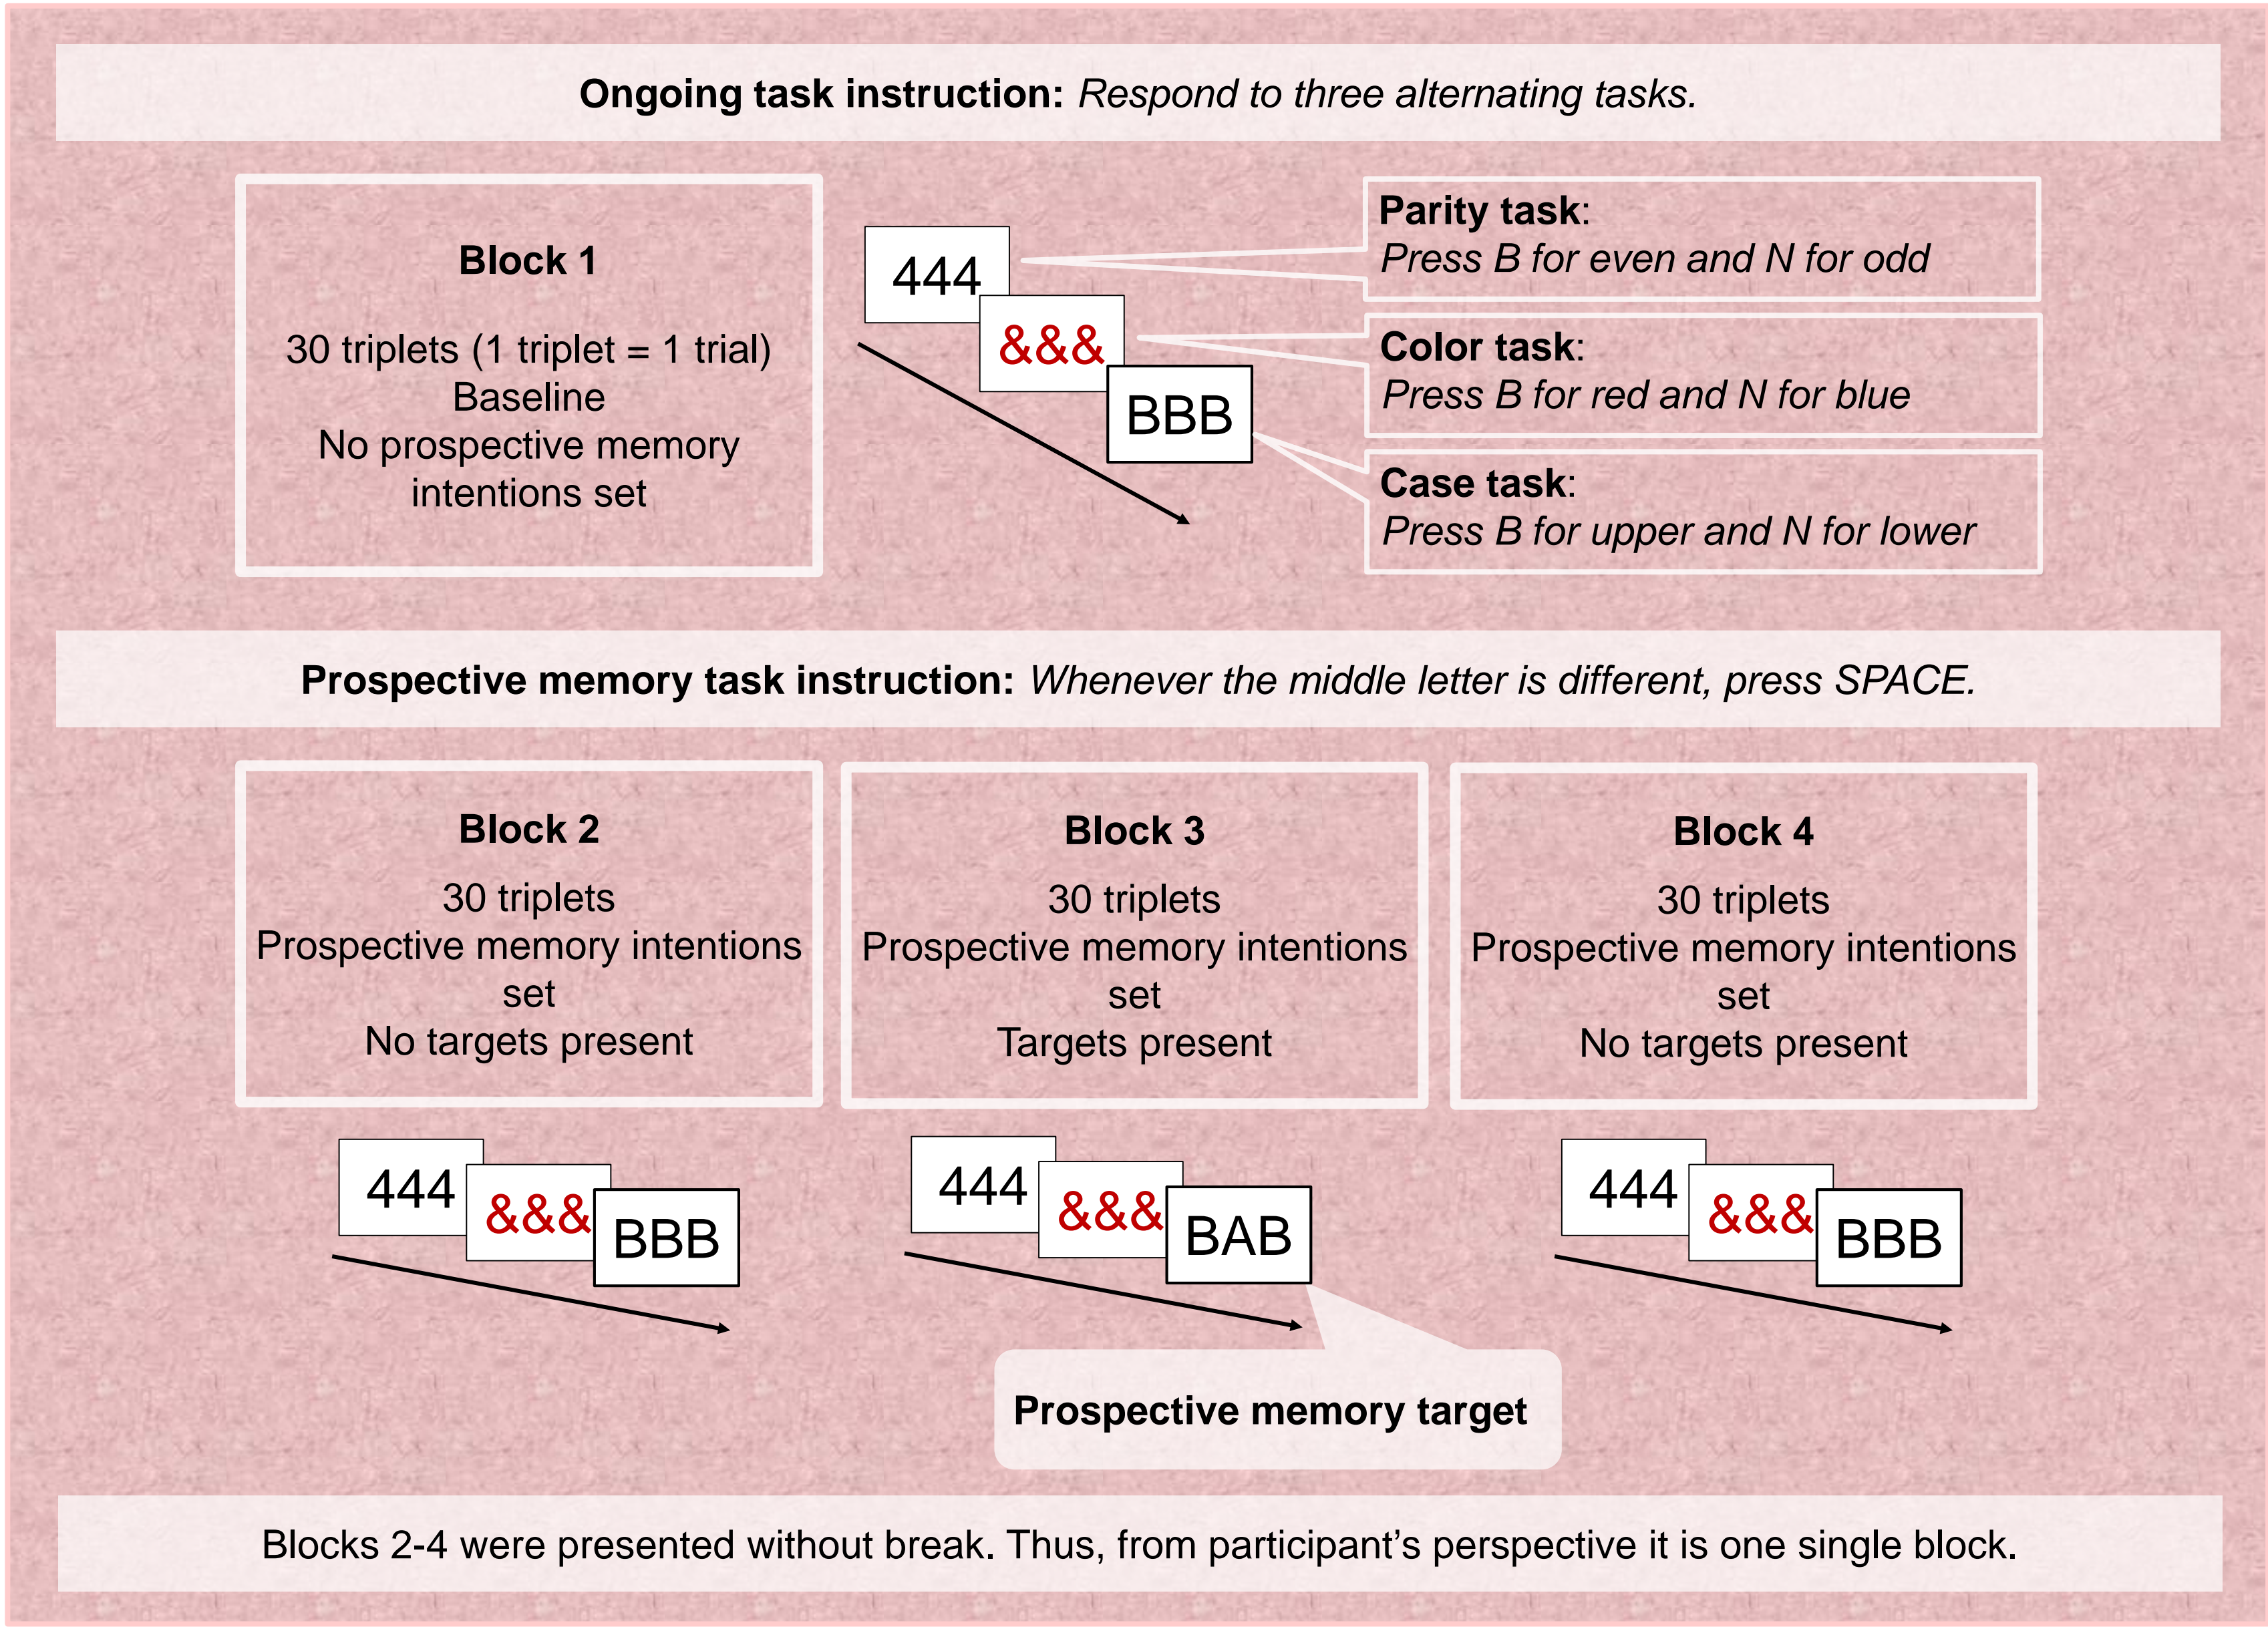 Ongoing task instruction: Respond to three alternating tasks.
Block 1
30 triplets (1 triplet = 1 trial)
Baseline
No prospective memory
intentions set
444
&&&
BBB
Parity task:
Press B for even and N for odd
Color task:
Press B for red and N for blue
Case task:
Press B for upper and N for lower
Prospective memory task instruction: Whenever the middle letter is different, press SPACE.
Block 2
30 triplets
Prospective memory intentions
set
No targets present
444
&&&
BBB
Block 3
30 triplets
Prospective memory intentions
set
Targets present
444
&&&
BAB
Prospective memory target
Block 4
30 triplets
Prospective memory intentions
set
No targets present
444
&&&
BBB
Blocks 2-4 were presented without break. Thus, from participant’s perspective it is one single block.